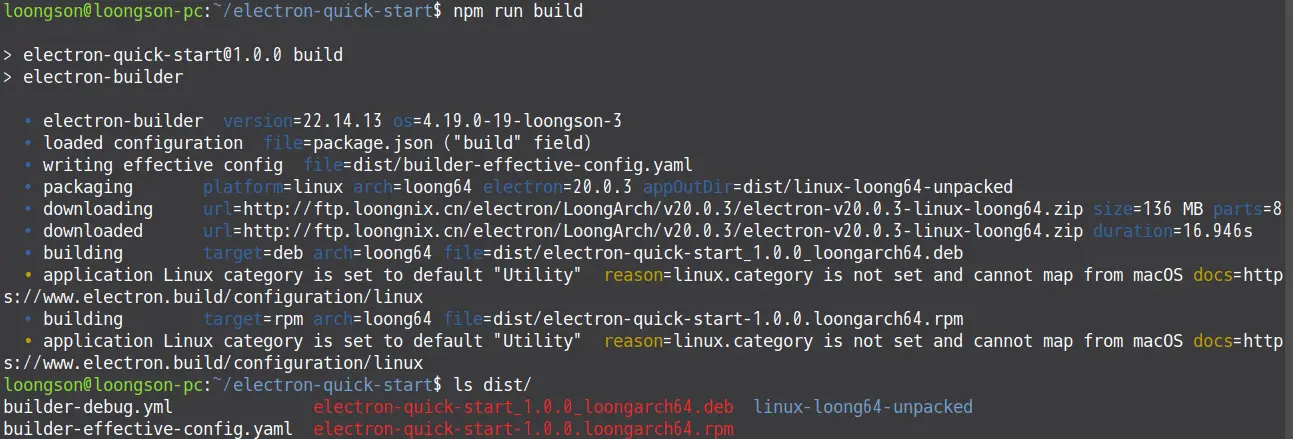 loongson@loongson-pc:~/electron-quick-start$ npm run build
> electron-quick-start@1.0.0 build
> electron-builder
• electron-builder version=22.14.13 os=4.19.0-19-loongson-3
• loaded configuration file=package.json ("build" field)
• writing effective config file=dist/builder-effective-config.yaml
• packaging platform=linux arch=loong64 electron=20.0.3 appOutDir=dist/linux-loong64-unpacked
• downloading url=http://ftp.loongnix.cn/electron/LoongArch/v20.0.3/electron-v20.0.3-linux-loong64.zip size=136 MB parts=8
• downloaded url=http://ftp.loongnix.cn/electron/LoongArch/v20.0.3/electron-v20.0.3-linux-loong64.zip duration=16.946s
• building target=deb arch=loong64 file=dist/electron-quick-start_1.0.0_loongarch64.deb
• application Linux category is set to default "Utility" reason=linux.category is not set and cannot map from macOS docs=http
s://www.electron.build/configuration/linux
• building target=rpm arch=loong64 file=dist/electron-quick-start-1.0.0.loongarch64.rpm
• application Linux category is set to default "Utility" reason=linux.category is not set and cannot map from macOS docs=http
s://www.electron.build/configuration/linux
loongson@loongson-pc:~/electron-quick-start$ ls dist/
builder-debug.yml electron-quick-start_1.0.0_loongarch64.deb linux-loong64-unpacked
builder-effective-config.yaml electron-quick-start-1.0.0.loongarch64.rpm